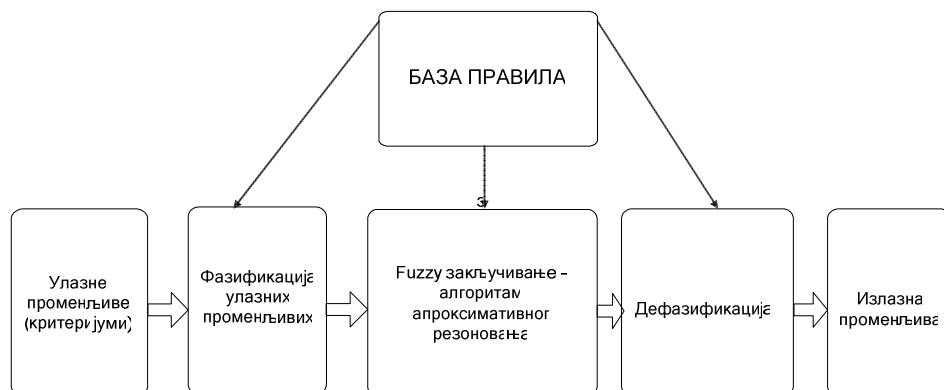 БАЗА ПРАВИЛА
Улазне
променљиве
(критеријуми)
Фазификација
улазних
променљивих
Fuzzy закључивање –
алгоритам
апроксимативног
резоновања
Дефазификација
Излазна
променљива